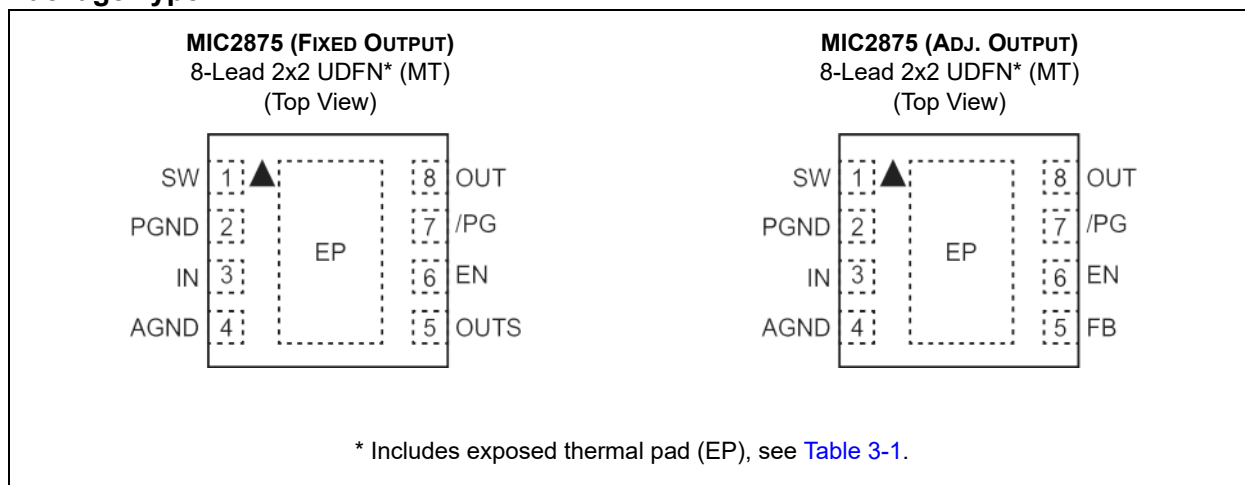 MIC2875 (FIXED OUTPUT)
8-Lead 2x2 UDFN* (MT)
(Top View)
SW 1 8 OUT
PGND 2 7 /PG
EP
IN 3 6 EN
AGND 4 5 OUTS
MIC2875 (ADJ. OUTPUT)
8-Lead 2x2 UDFN* (MT)
(Top View)
SW 1 8 OUT
PGND 2 7 /PG
EP
IN 3 6 EN
AGND 4 5 FB
* Includes exposed thermal pad (EP), see Table 3-1.